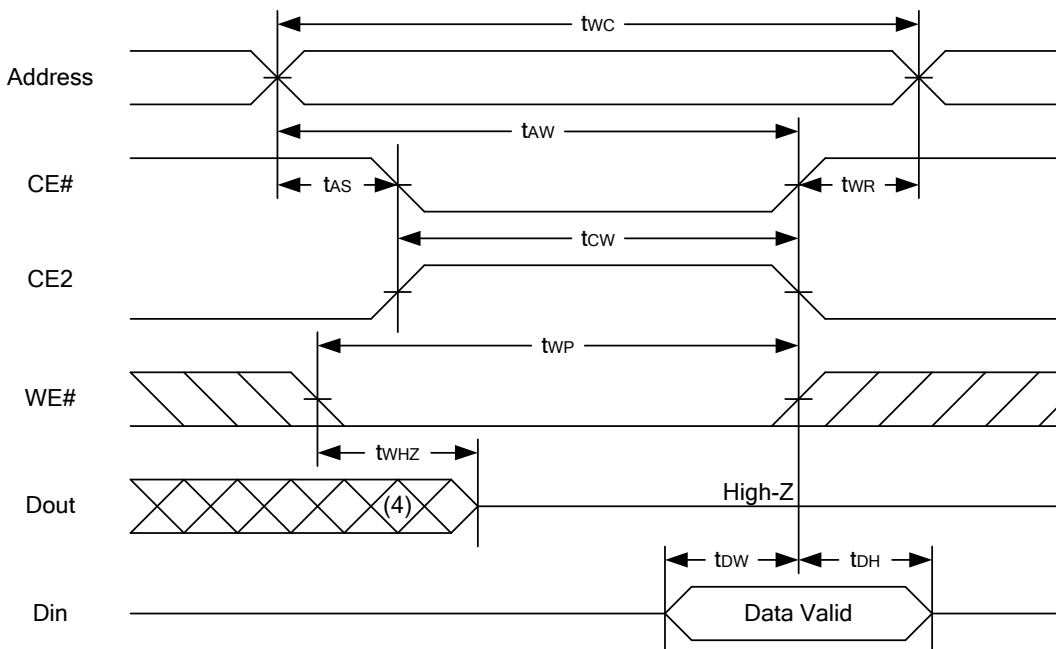 tWC
Address
tAW
CE#
tAS
tWR
tCW
CE2
tWP
WE#
tWHZ
Dout
(4)
High-Z
tDW
tDH
Din
Data Valid